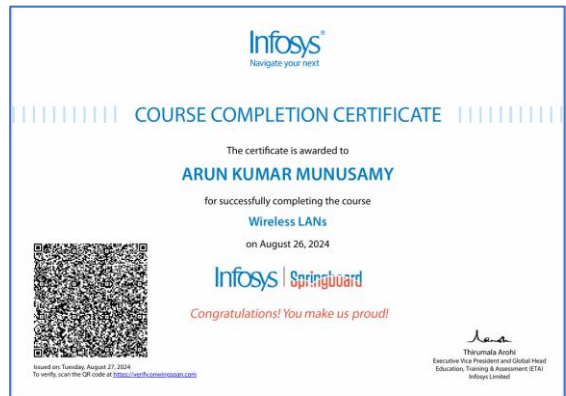 Infosys®
Navigate your next
COURSE COMPLETION CERTIFICATE
The certificate is awarded to
ARUN KUMAR MUNUSAMY
for successfully completing the course
Wireless LANs
on August 26, 2024
Infosys | Springboard
Congratulations! You make us proud!
Thirumala Arohi
Executive Vice President and Global Head
Education, Training & Assessment (ETA)
Infosys Limited
Issued on: Tuesday, August 27, 2024
To verify, scan the QR code at https://verify.onwingspan.com